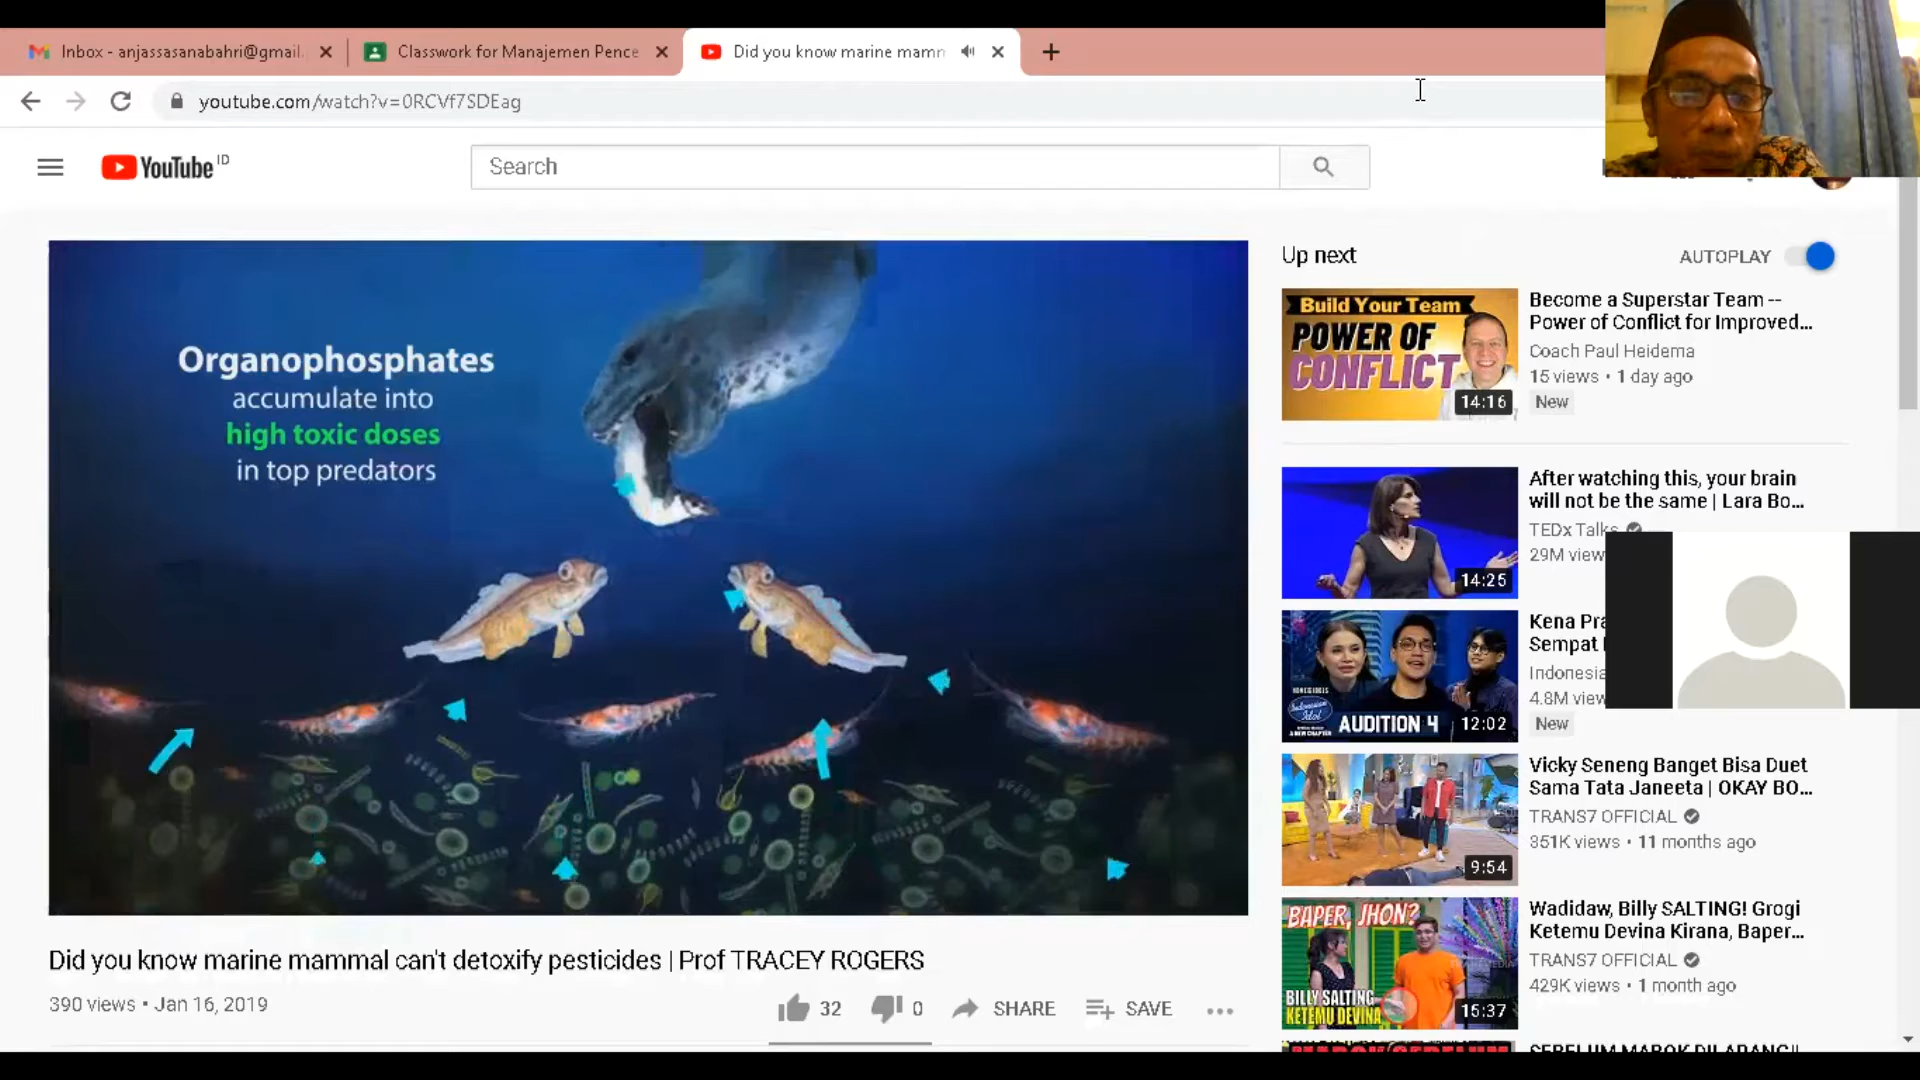 Inbox - anjassasanabahri@gmail.
Classwork for Manajemen Pence
Did you know marine mamm
youtube.com/watch?v=0RCVf7SDEag
YouTube ID
Search
Organophosphates
accumulate into
high toxic doses
in top predators
Did you know marine mammal can't detoxify pesticides | Prof TRACEY ROGERS
390 views • Jan 16, 2019
32
0
SHARE
SAVE
Up next
AUTOPLAY
Build Your Team
POWER OF
CONFLICT
14:16
Become a Superstar Team --
Power of Conflict for Improved...
Coach Paul Heidema
15 views • 1 day ago
New
14:25
After watching this, your brain
will not be the same | Lara Bo...
TEDx Talks
29M view
AUDITION 4
12:02
Kena Pra
Sempat
Indonesia
4.8M view
New
9:54
Vicky Seneng Banget Bisa Duet
Sama Tata Janeeta | OKAY BO...
TRANS7 OFFICIAL
351K views • 11 months ago
BAPER, JHON?
BILLY SALTING
KETEMU DEVINA
15:37
Wadidaw, Billy SALTING! Grogi
Ketemu Devina Kirana, Baper...
TRANS7 OFFICIAL
429K views • 1 month ago